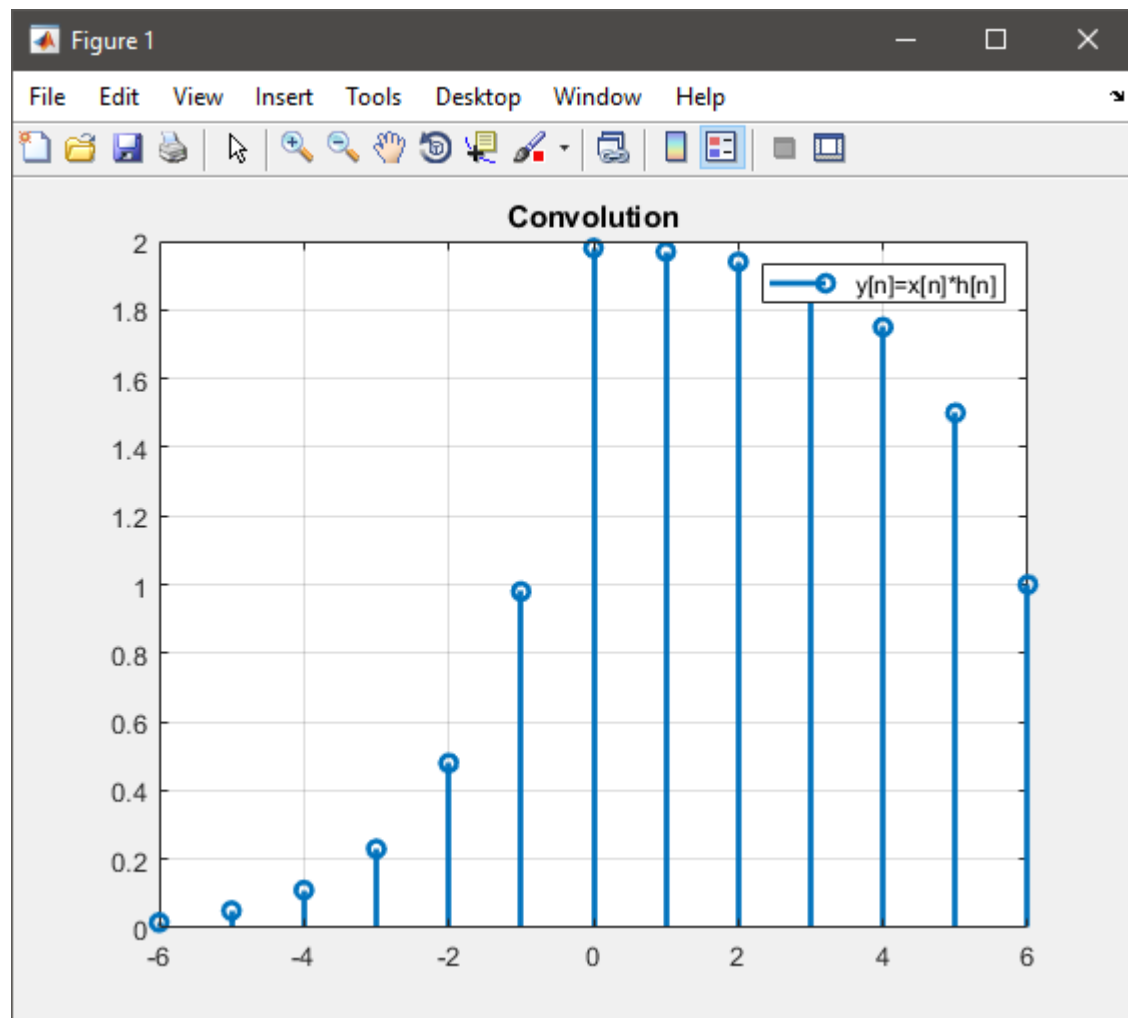 Figure 1
File Edit View Insert Tools Desktop Window Help
Convolution
y[n]=x[n]*h[n]
2
1.8
1.6
1.4
1.2
1
0.8
0.6
0.4
0.2
0
-6 -4 -2 0 2 4 6